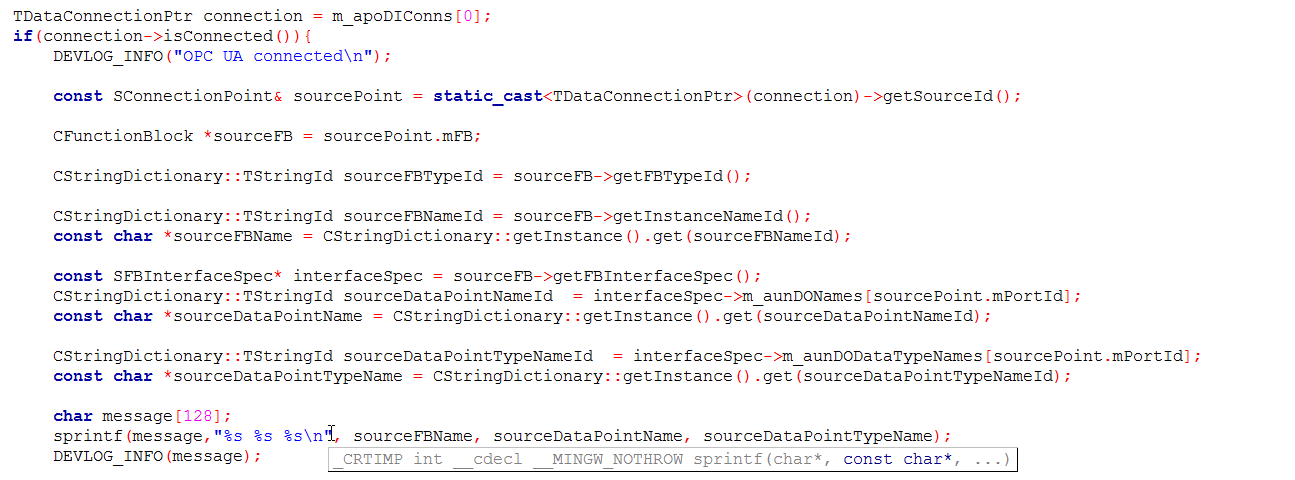 TDataConnectionPtr connection = m_apoDIConns[0];
if(connection->isConnected()){
    DEVLOG_INFO("OPC UA connected\n");

    const SConnectionPoint& sourcePoint = static_cast<TDataConnectionPtr>(connection)->getSourceId();

    CFunctionBlock *sourceFB = sourcePoint.mFB;

    CStringDictionary::TStringId sourceFBTypeId = sourceFB->getFBTypeId();

    CStringDictionary::TStringId sourceFBNameId = sourceFB->getInstanceNameId();
    const char *sourceFBName = CStringDictionary::getInstance().get(sourceFBNameId);

    const SFBInterfaceSpec* interfaceSpec = sourceFB->getFBInterfaceSpec();
    CStringDictionary::TStringId sourceDataPointNameId  = interfaceSpec->m_aunDONames[sourcePoint.mPortId];
    const char *sourceDataPointName = CStringDictionary::getInstance().get(sourceDataPointNameId);

    CStringDictionary::TStringId sourceDataPointTypeNameId  = interfaceSpec->m_aunDODataTypeNames[sourcePoint.mPortId];
    const char *sourceDataPointTypeName = CStringDictionary::getInstance().get(sourceDataPointTypeNameId);

    char message[128];
    sprintf(message,"%s %s %s\n", sourceFBName, sourceDataPointName, sourceDataPointTypeName);
    DEVLOG_INFO(message);
_CRTIMP int __cdecl __MINGW_NOTHROW sprintf(char*, const char*, ...)